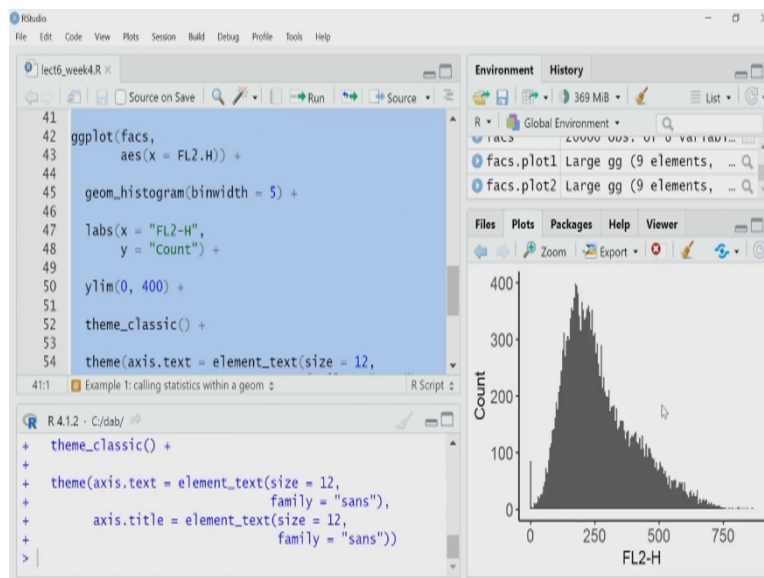 RStudio
File Edit Code View Plots Session Build Debug Profile Tools Help
lect6_week4.R
Source on Save Run Source
41
42 ggplot(facs,
43 aes(x = FL2.H)) +
44
45 geom_histogram(binwidth = 5) +
46
47 labs(x = "FL2-H",
48 y = "Count") +
49
50 ylim(0, 400) +
51
52 theme_classic() +
53
54 theme(axis.text = element_text(size = 12,
41:1 Example 1: calling statistics within a geom R Script
R 4.1.2 · C:/dab/
+ theme_classic() +
+
+ theme(axis.text = element_text(size = 12,
+ family = "sans"),
+ axis.title = element_text(size = 12,
+ family = "sans"))
>
Environment History
369 MiB List
R Global Environment
facs.plot1 Large gg (9 elements, …
facs.plot2 Large gg (9 elements, …
Files Plots Packages Help Viewer
Zoom Export
400
300
200
100
0
Count
0 250 500 750
FL2-H